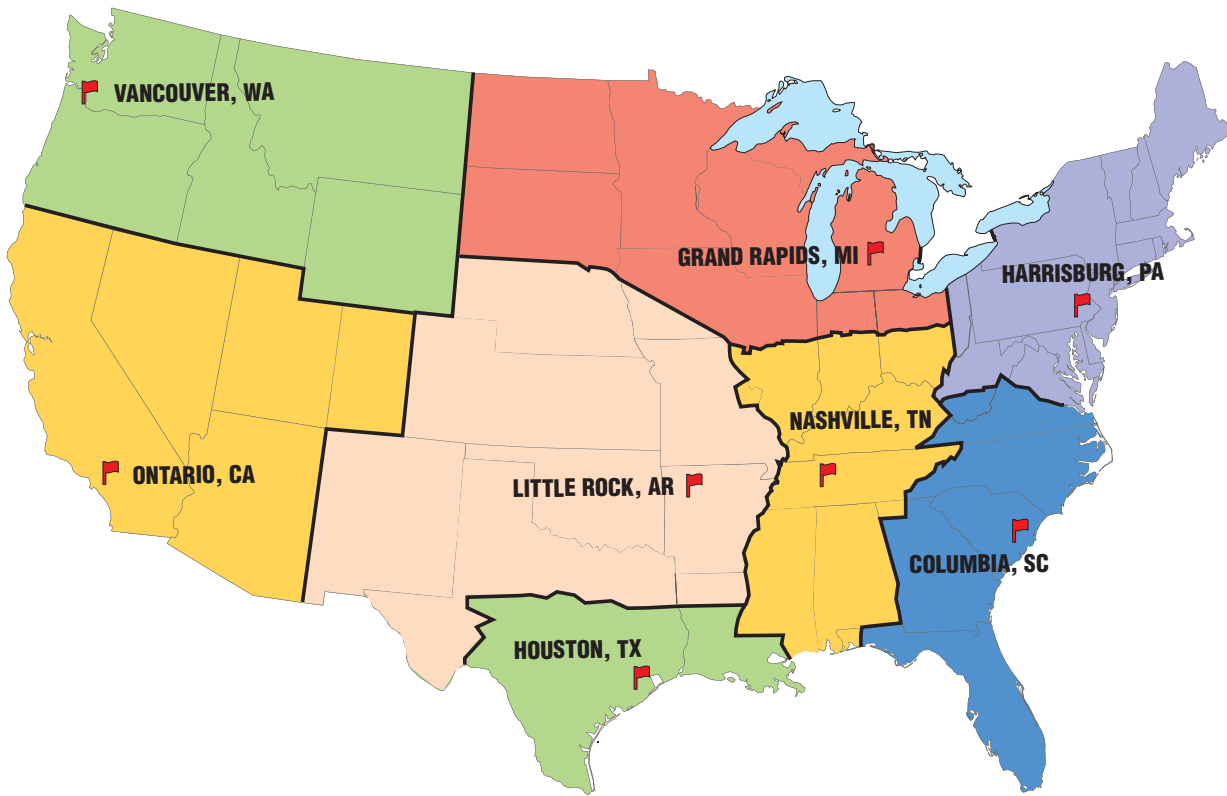 VANCOUVER, WA
GRAND RAPIDS, MI
HARRISBURG, PA
NASHVILLE, TN
ONTARIO, CA
LITTLE ROCK, AR
COLUMBIA, SC
HOUSTON, TX